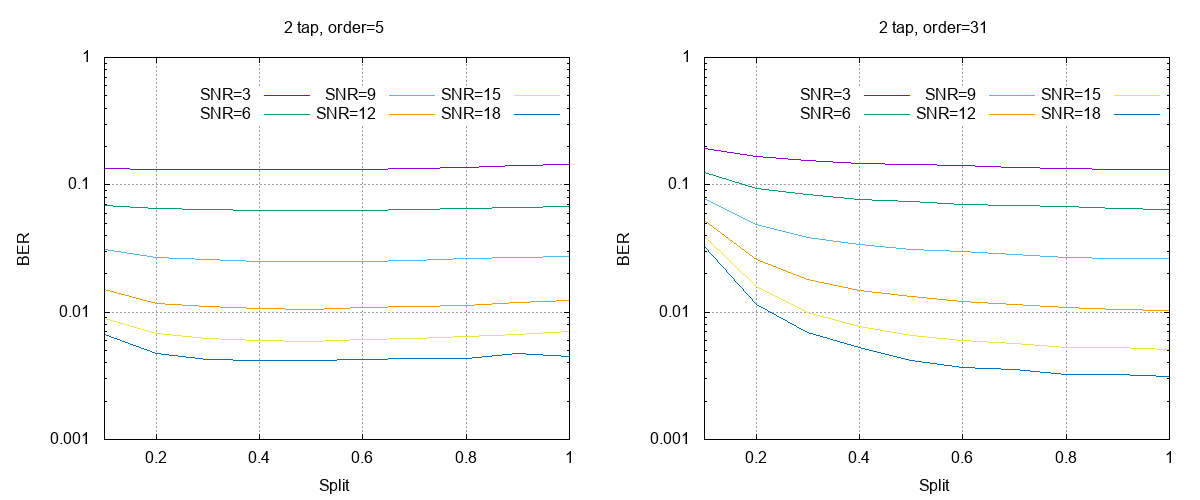 2 tap, order=5
1
0.1
0.01
0.001
BER
SNR=3 SNR=9 SNR=15
SNR=6 SNR=12 SNR=18
0.2 0.4 0.6 0.8 1
Split
2 tap, order=31
1
0.1
0.01
0.001
BER
SNR=3 SNR=9 SNR=15
SNR=6 SNR=12 SNR=18
0.2 0.4 0.6 0.8 1
Split